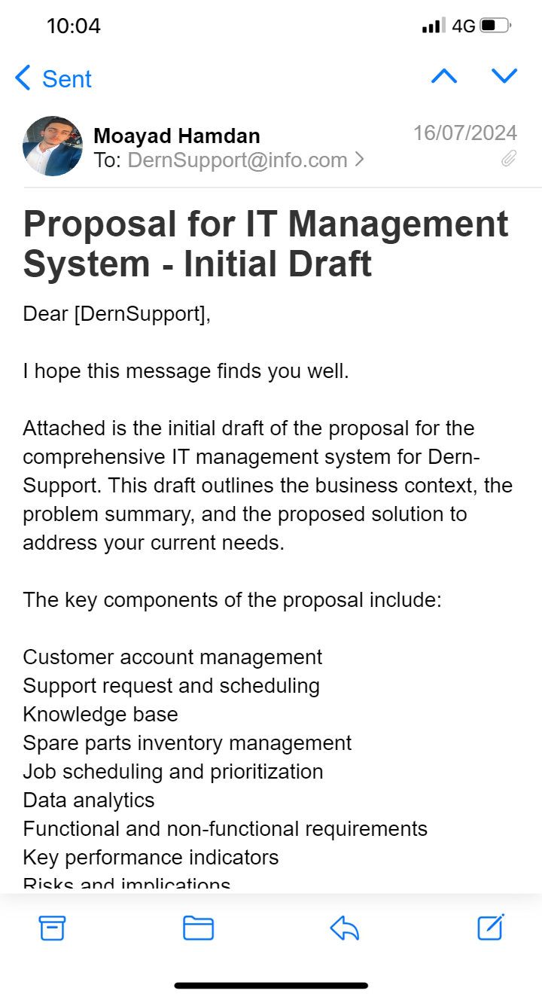 10:04
4G
Sent
Moayad Hamdan
16/07/2024
To: DernSupport@info.com
Proposal for IT Management
System - Initial Draft
Dear [DernSupport],
I hope this message finds you well.
Attached is the initial draft of the proposal for the
comprehensive IT management system for Dern-
Support. This draft outlines the business context, the
problem summary, and the proposed solution to
address your current needs.
The key components of the proposal include:
Customer account management
Support request and scheduling
Knowledge base
Spare parts inventory management
Job scheduling and prioritization
Data analytics
Functional and non-functional requirements
Key performance indicators
Risks and implications